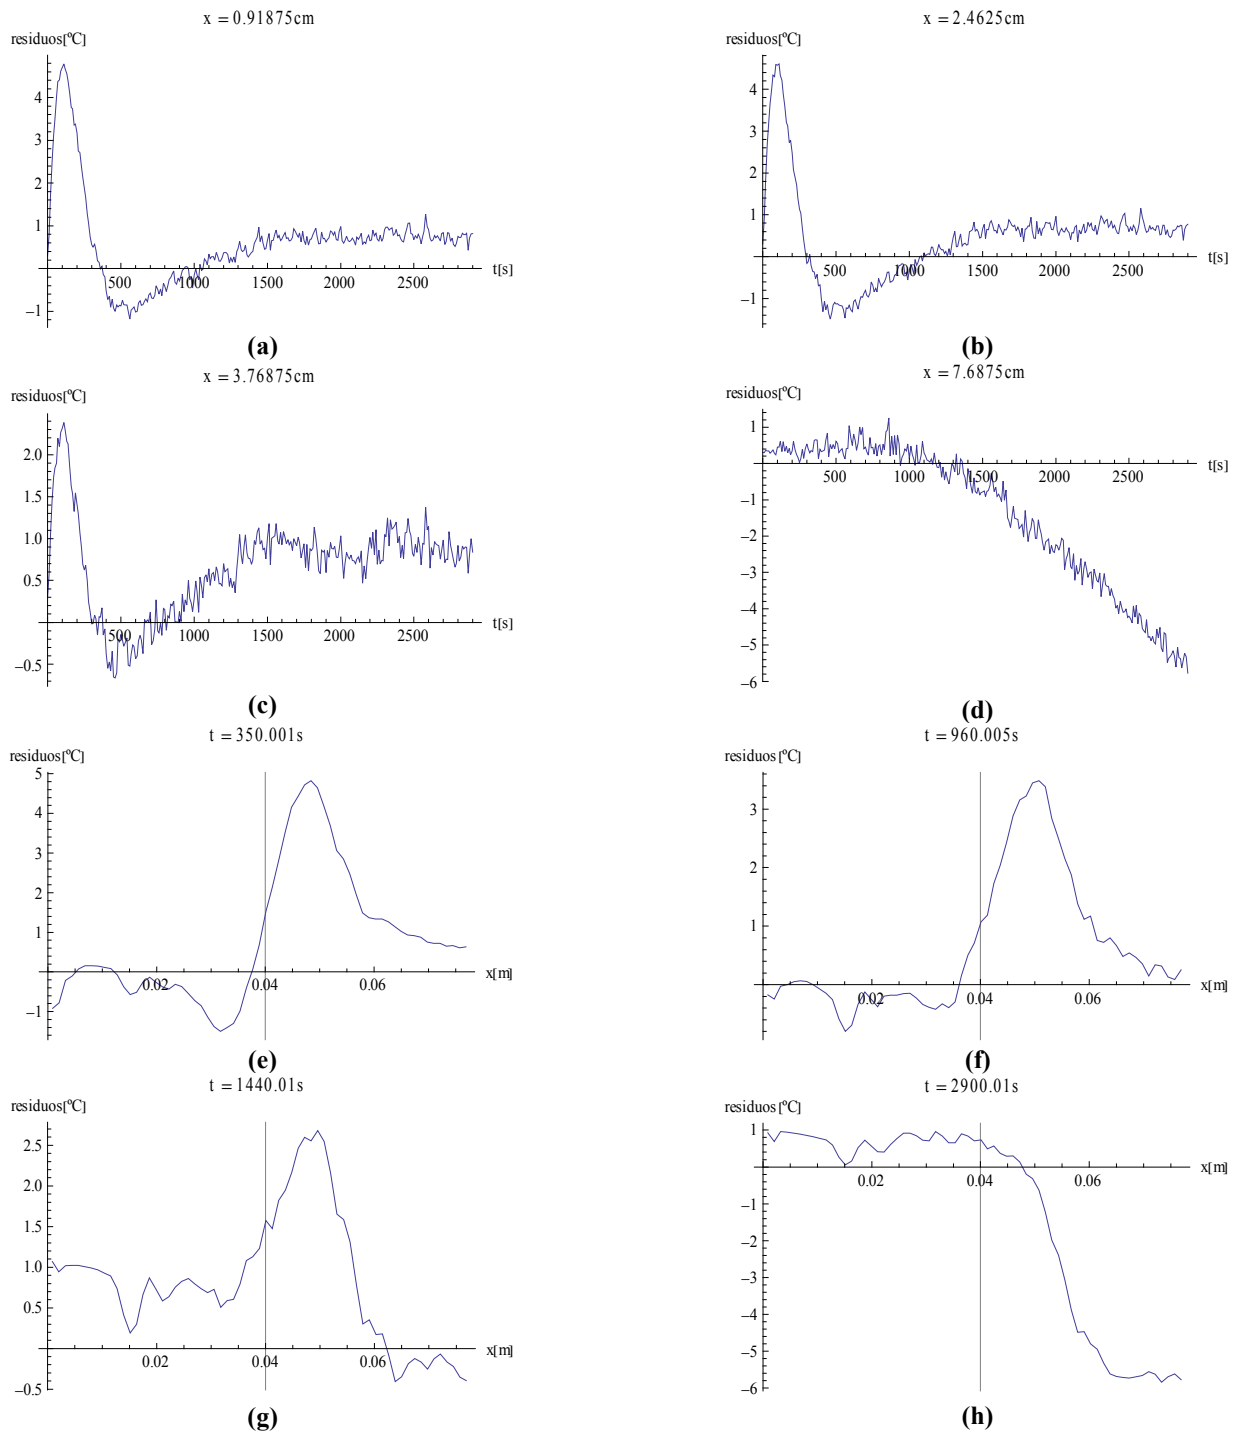 x = 0.91875cm
residuos[ºC]
4
3
2
1
500 1000 1500 2000 2500
t[s]
−1
(a)
x = 2.4625cm
residuos[ºC]
4
3
2
1
500 1000 1500 2000 2500
t[s]
−1
(b)
x = 3.76875cm
residuos[ºC]
2.0
1.5
1.0
0.5
500 1000 1500 2000 2500
t[s]
−0.5
(c)
x = 7.6875cm
residuos[ºC]
1
500 1000 1500 2000 2500
t[s]
−1
−2
−3
−4
−5
−6
(d)
t = 350.001s
residuos[ºC]
5
4
3
2
1
0.02 0.04 0.06
x[m]
−1
(e)
t = 960.005s
residuos[ºC]
3
2
1
0.02 0.04 0.06
x[m]
(f)
t = 1440.01s
residuos[ºC]
2.5
2.0
1.5
1.0
0.5
0.02 0.04 0.06
x[m]
−0.5
(g)
t = 2900.01s
residuos[ºC]
1
0.02 0.04 0.06
x[m]
−1
−2
−3
−4
−5
−6
(h)